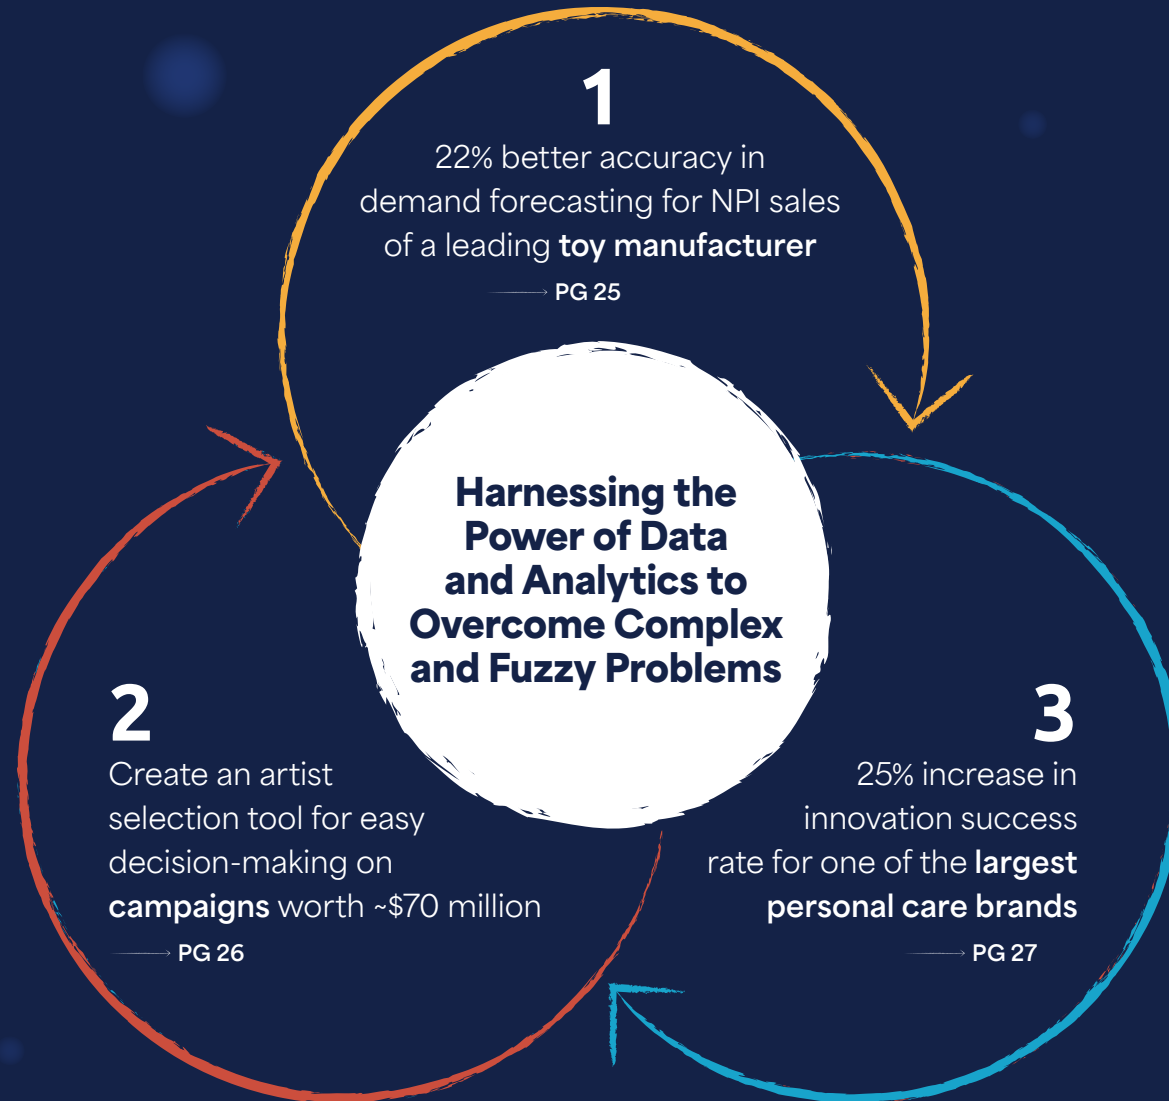 1
22% better accuracy in
demand forecasting for NPI sales
of a leading toy manufacturer
PG 25
Harnessing the
Power of Data
and Analytics to
Overcome Complex
and Fuzzy Problems
2
Create an artist
selection tool for easy
decision-making on
campaigns worth ~$70 million
PG 26
3
25% increase in
innovation success
rate for one of the largest
personal care brands
PG 27